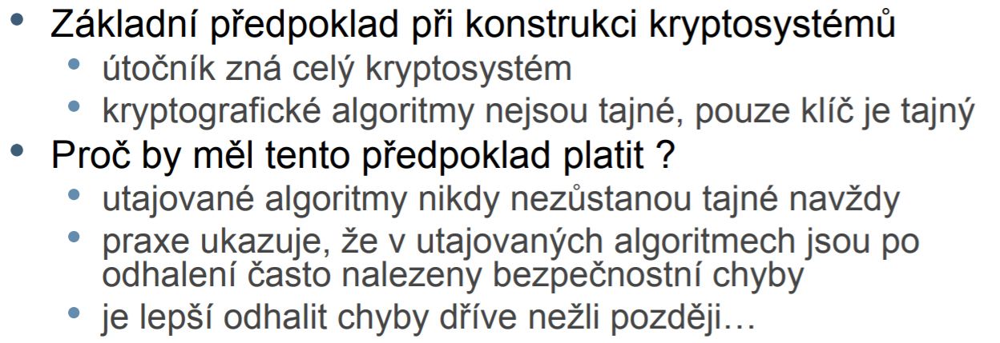 Základní předpoklad při konstrukci kryptosystémů
útočník zná celý kryptosystém
kryptografické algoritmy nejsou tajné, pouze klíč je tajný
Proč by měl tento předpoklad platit ?
utajované algoritmy nikdy nezůstanou tajné navždy
praxe ukazuje, že v utajovaných algoritmech jsou po
odhalení často nalezeny bezpečnostní chyby
je lepší odhalit chyby dříve nežli později…